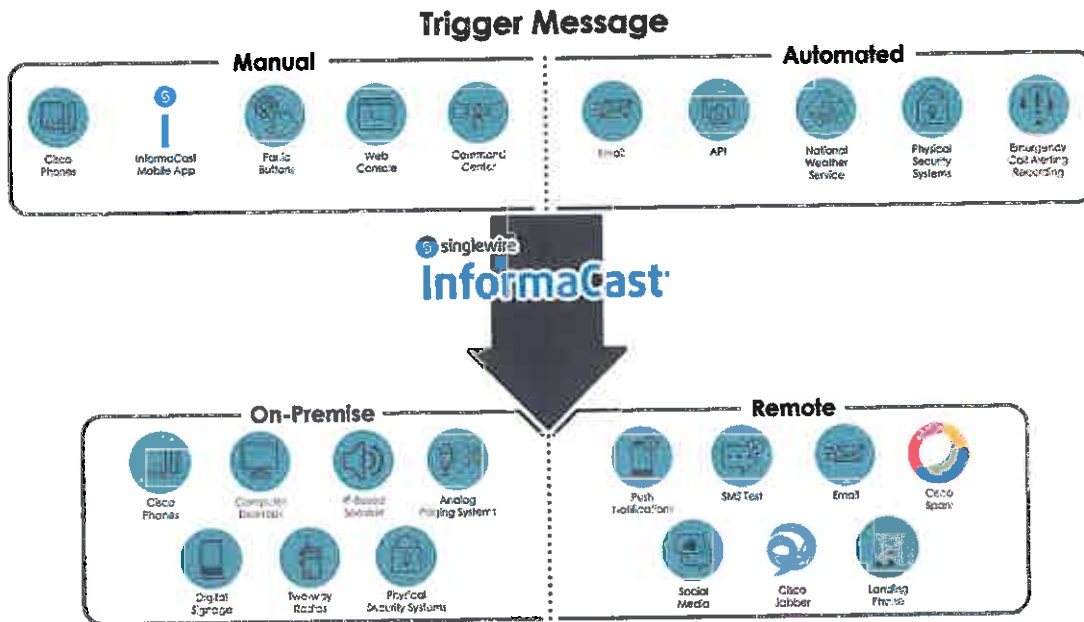 Trigger Message
Manual
Automated
Cisco
Phones
InformaCast
Mobile App
Panic
Buttons
Web
Console
Command
Center
Email
API
National
Weather
Service
Physical
Security
Systems
Emergency
Call Alerting
Recording
singlewire
InformaCast
On-Premise
Remote
Cisco
Phones
Computer
Desktops
IP-Based
Speaker
Analog
Paging Systems
Push
Notifications
SMS Text
Email
Cisco
Spark
Digital
Signage
Two-way
Radios
Physical
Security Systems
Social
Media
Cisco
Jabber
Landing
Phone